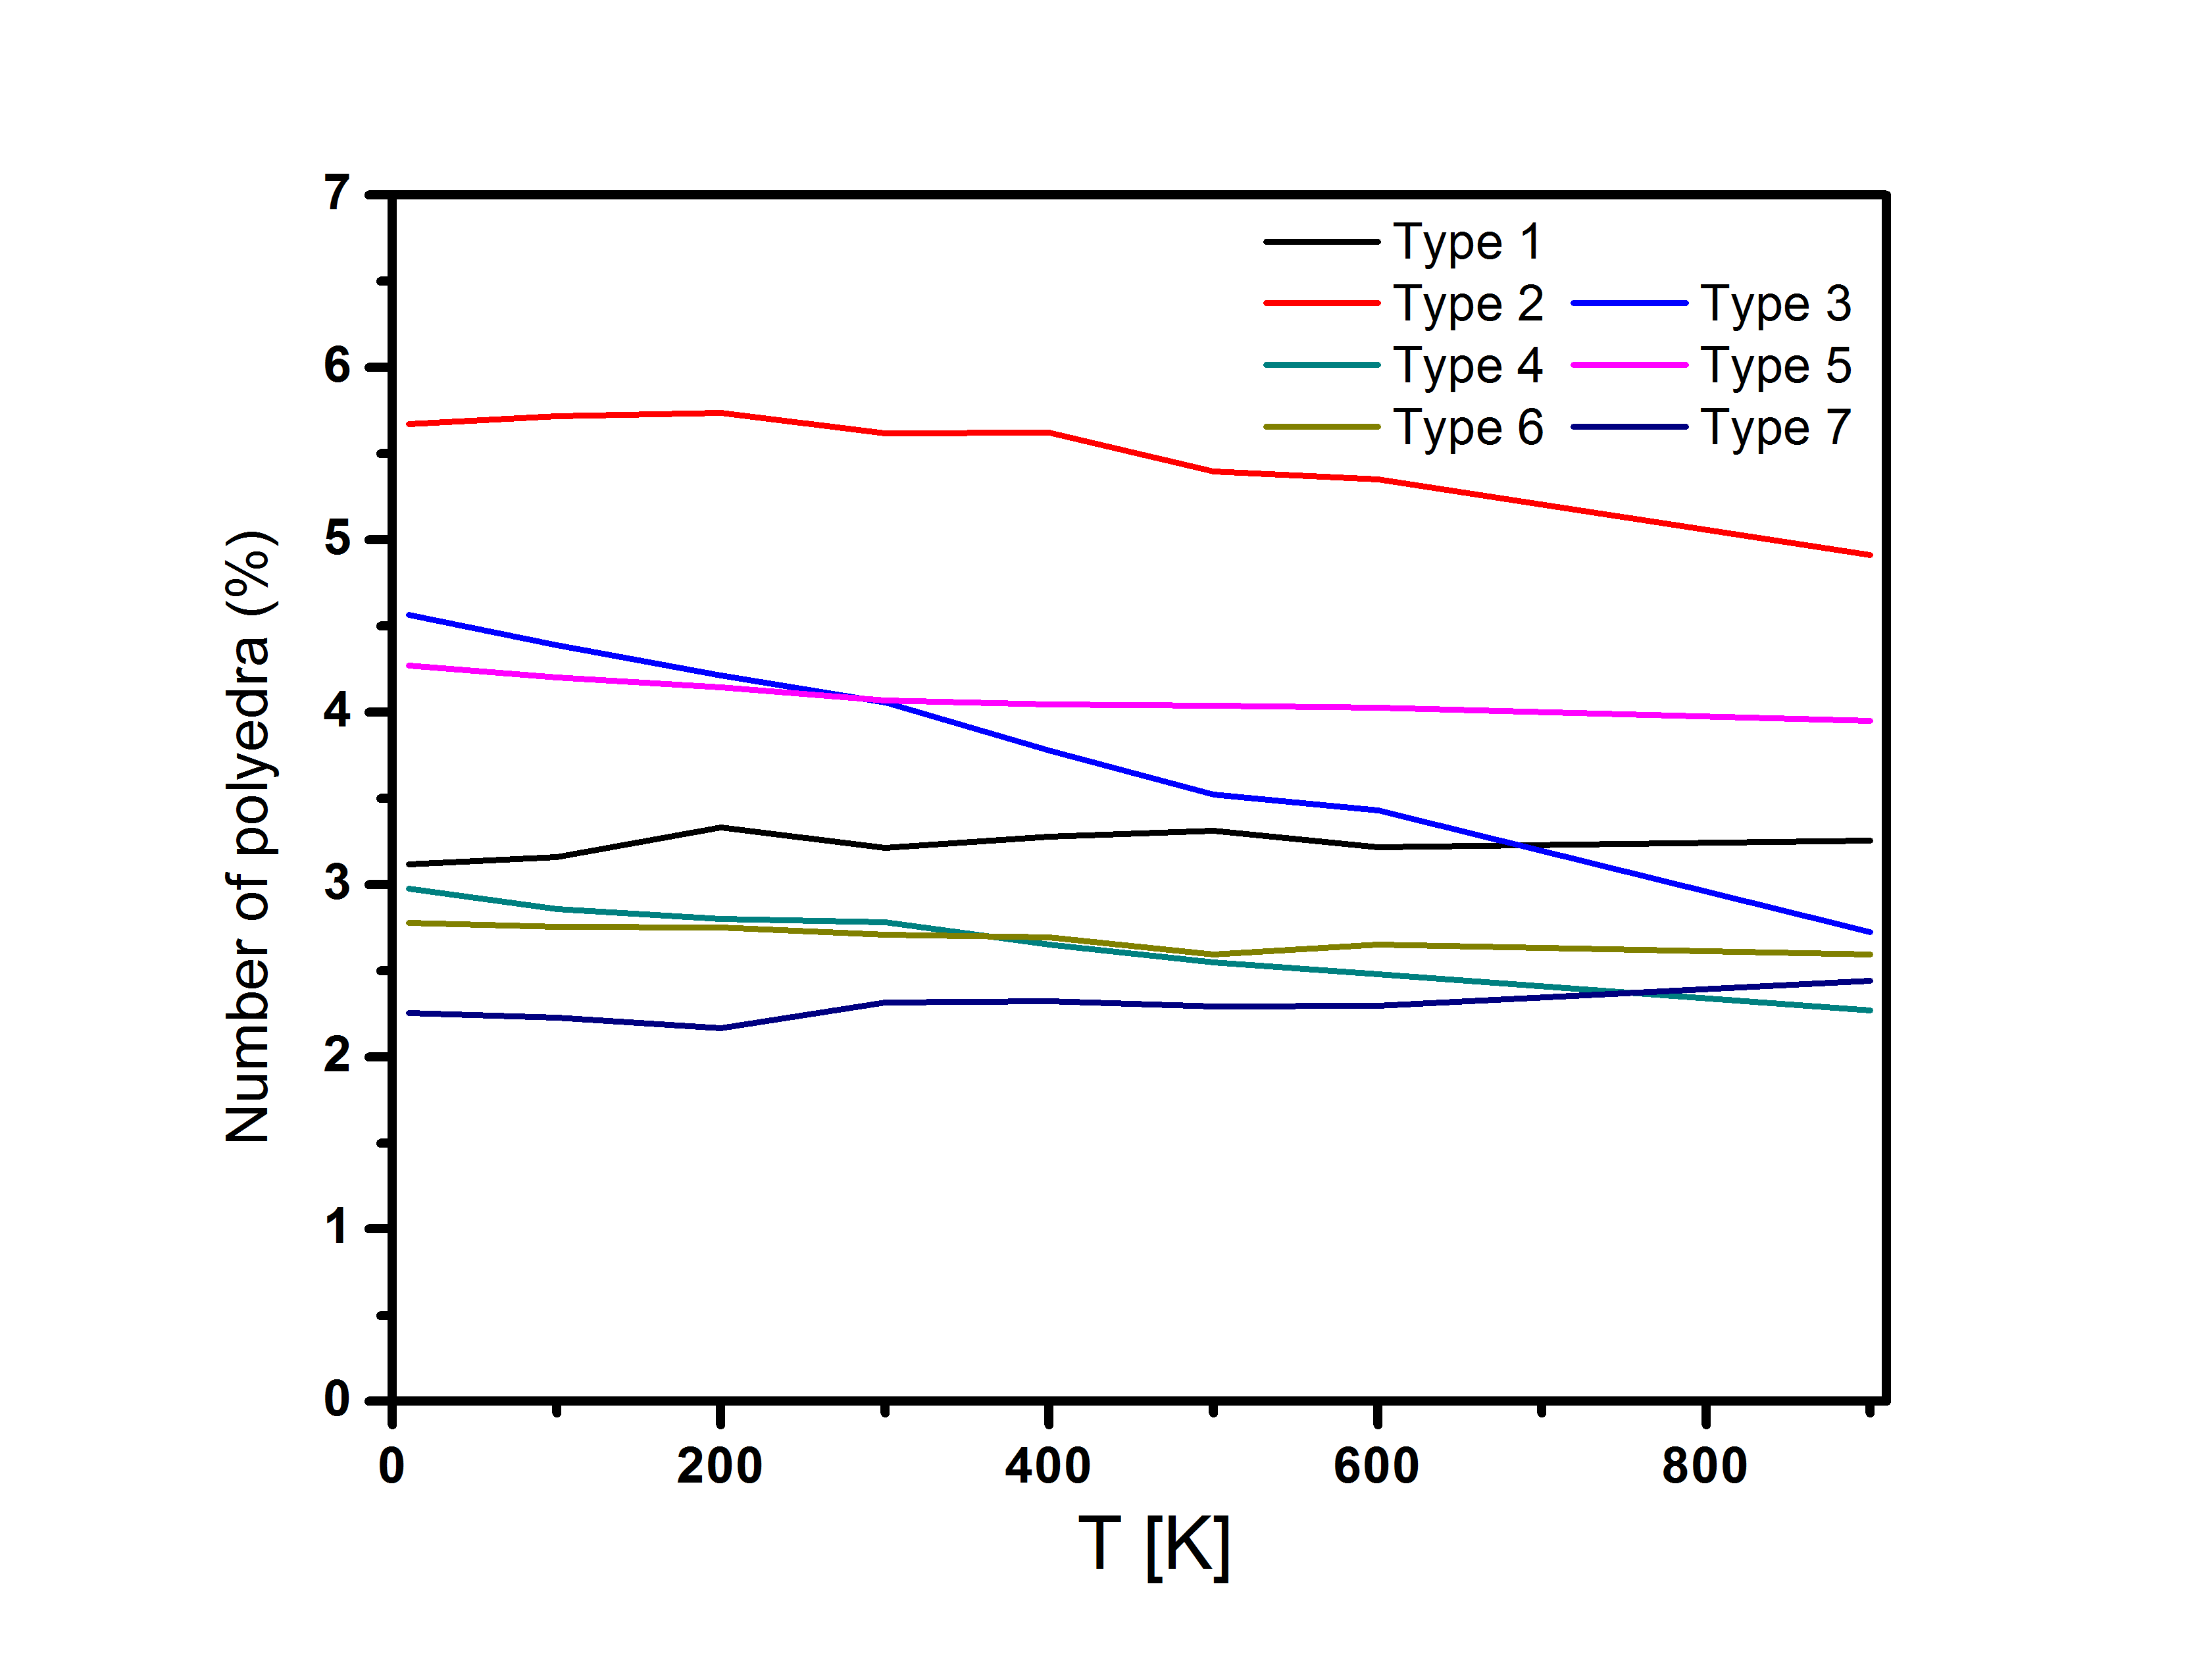 7
6
5
4
3
2
1
0
Number of polyedra (%)
Type 1
Type 2 Type 3
Type 4 Type 5
Type 6 Type 7
0 200 400 600 800
T [K]